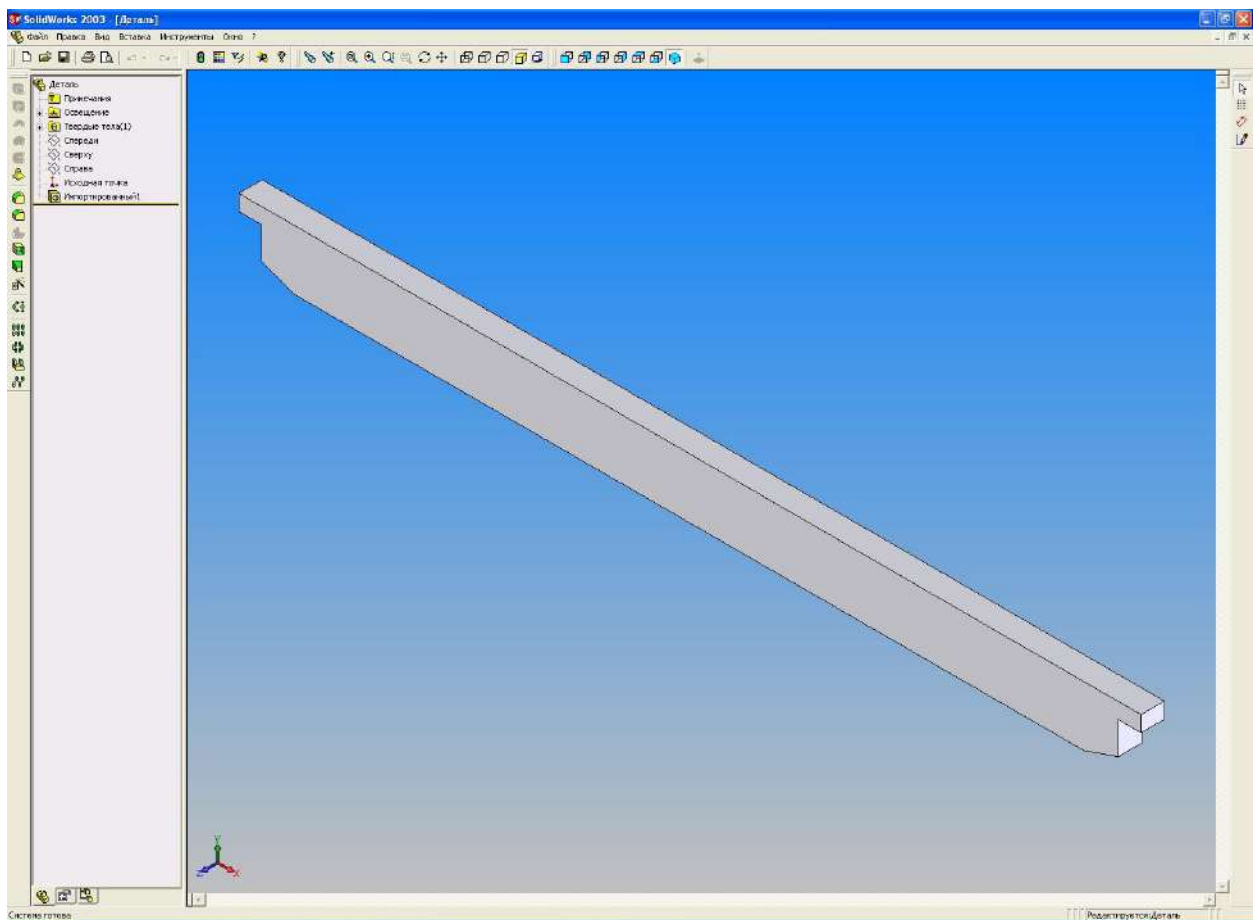 SolidWorks 2003 - [Деталь]
Файл Правка Вид Вставка Инструменты Окно ?
Деталь
Примечания
Освещение
Твердые тела(1)
Спереди
Сверху
Справа
Исходная точка
Импортированный1
Y
Z
X
Система готова
Редактируется:Деталь